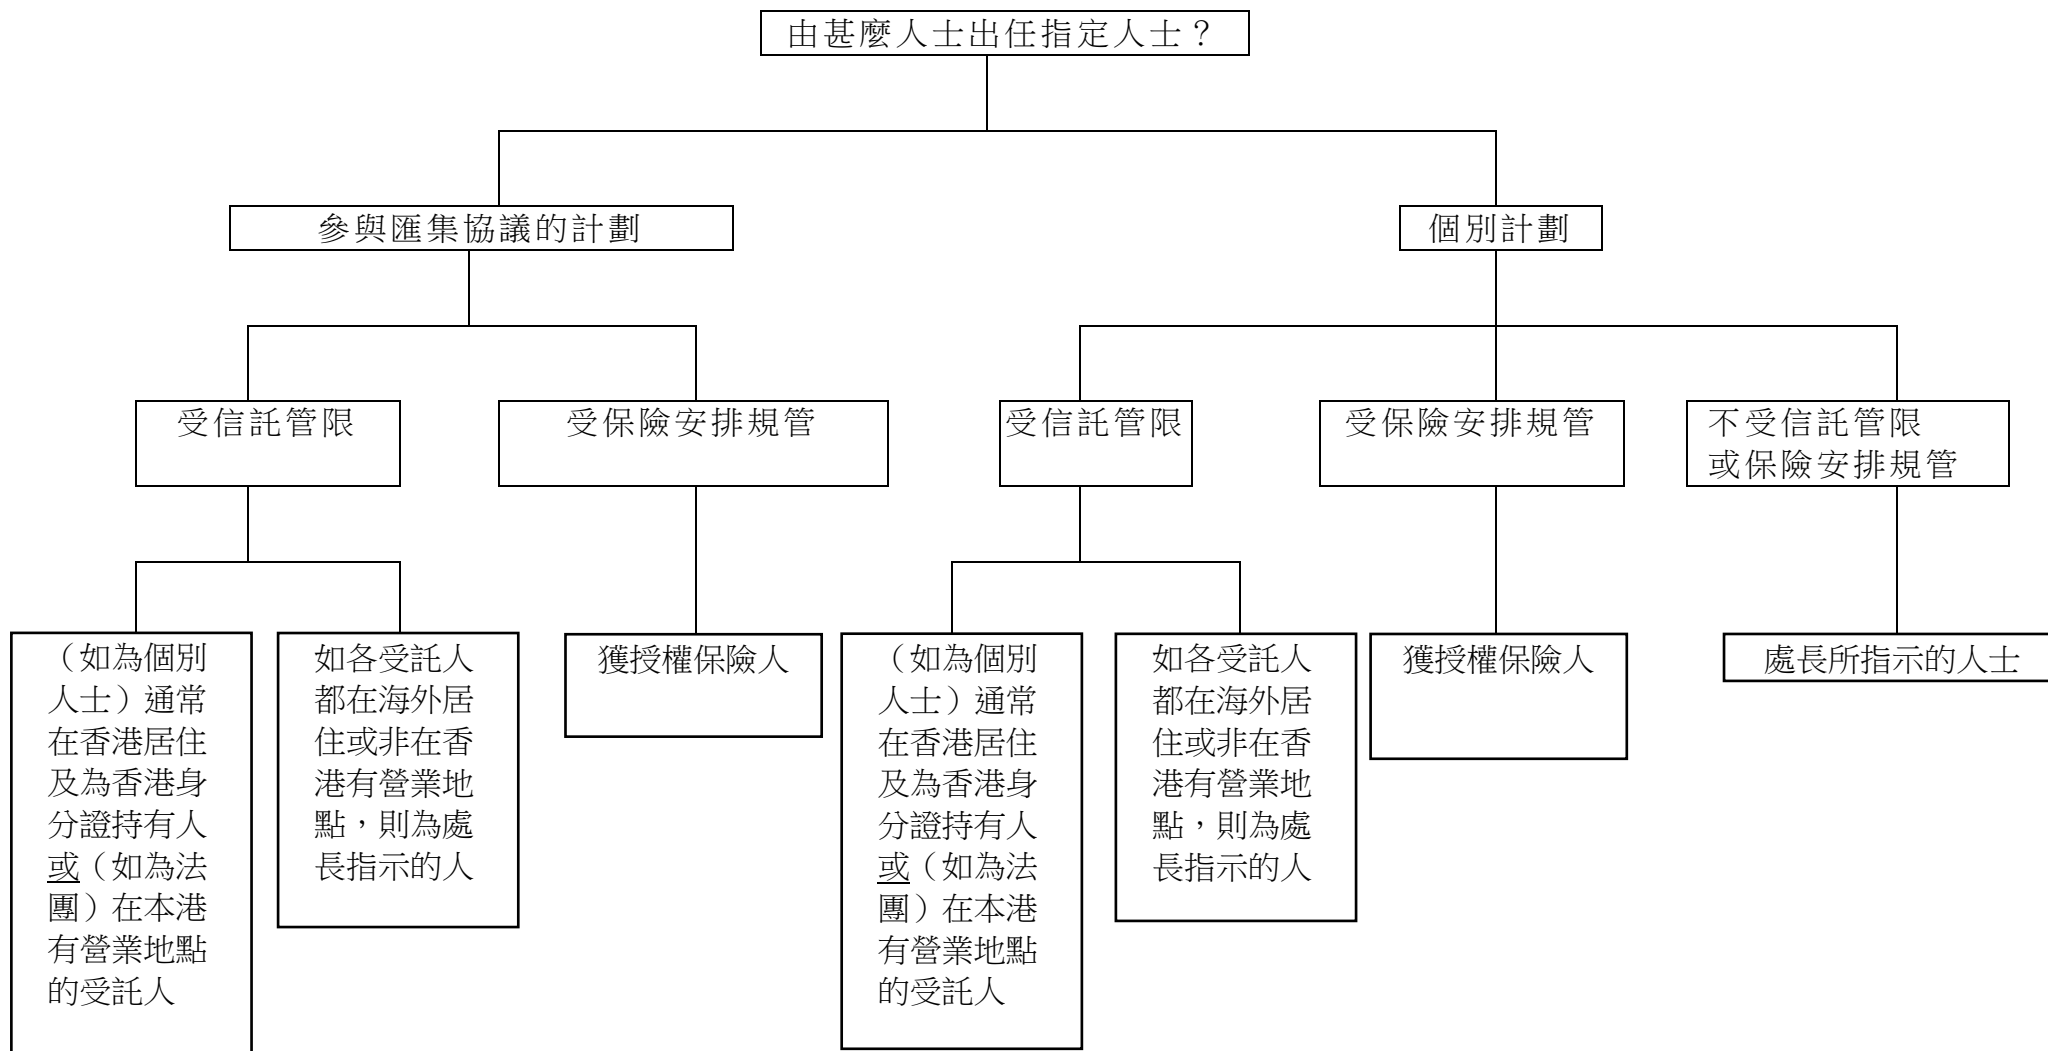 由甚麼人士出任指定人士？
參與匯集協議的計劃
個別計劃
受信託管限
受保險安排規管
受信託管限
受保險安排規管
不受信託管限
或保險安排規管
（如為個別
人士）通常
在香港居住
及為香港身
分證持有人
或（如為法
團）在本港
有營業地點
的受託人
如各受託人
都在海外居
住或非在香
港有營業地
點，則為處
長指示的人
獲授權保險人
（如為個別
人士）通常
在香港居住
及為香港身
分證持有人
或（如為法
團）在本港
有營業地點
的受託人
如各受託人
都在海外居
住或非在香
港有營業地
點，則為處
長指示的人
獲授權保險人
處長所指示的人士